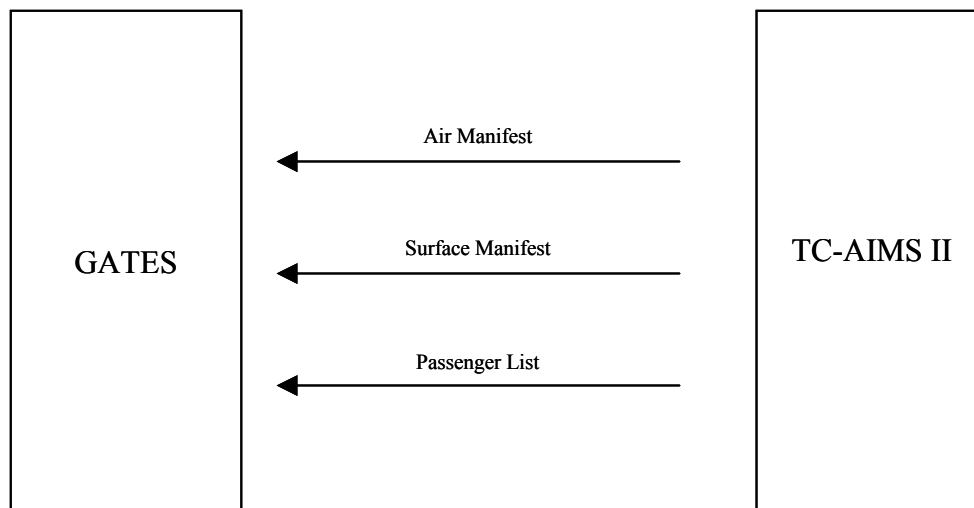 Air Manifest
Surface Manifest
GATES
TC-AIMS II
Passenger List